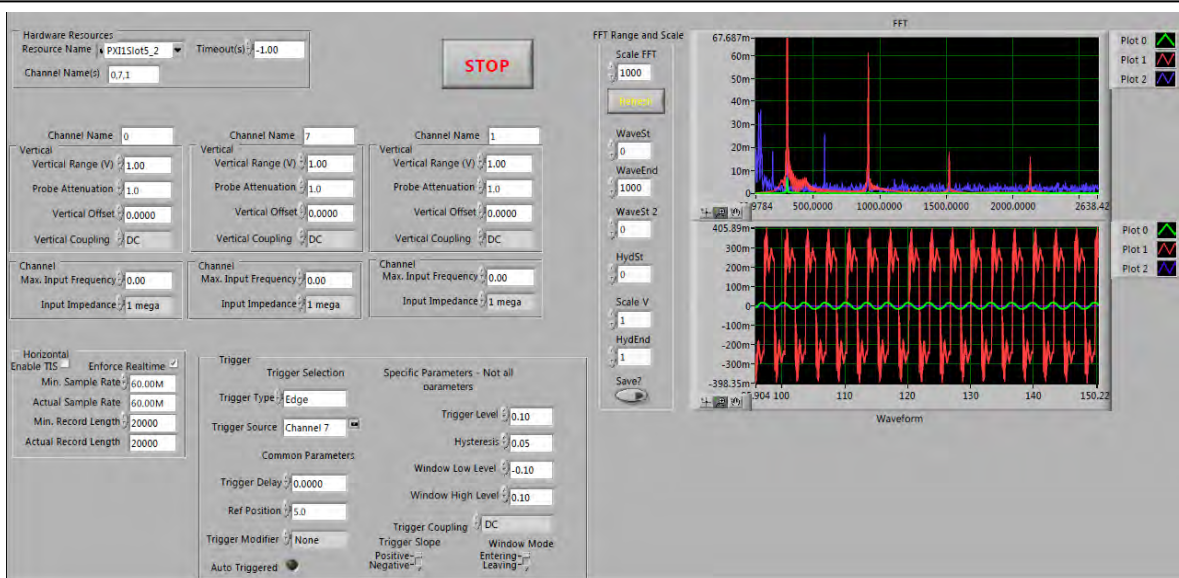 Hardware Resources
Resource Name PXI1Slot5_2 Timeout(s) -1.00
Channel Name(s) 0,7,1
STOP
Channel Name 0
Vertical
Vertical Range (V) 1.00
Probe Attenuation 1.0
Vertical Offset 0.0000
Vertical Coupling DC
Channel
Max. Input Frequency 0.00
Input Impedance 1 mega
Channel Name 7
Vertical
Vertical Range (V) 1.00
Probe Attenuation 1.0
Vertical Offset 0.0000
Vertical Coupling DC
Channel
Max. Input Frequency 0.00
Input Impedance 1 mega
Channel Name 1
Vertical
Vertical Range (V) 1.00
Probe Attenuation 1.0
Vertical Offset 0.0000
Vertical Coupling DC
Channel
Max. Input Frequency 0.00
Input Impedance 1 mega
Horizontal
Enable TIS Enforce Realtime
Min. Sample Rate 60.00M
Actual Sample Rate 60.00M
Min. Record Length 20000
Actual Record Length 20000
Trigger
Trigger Selection
Trigger Type Edge
Trigger Source Channel 7
Common Parameters
Trigger Delay 0.0000
Ref Position 5.0
Trigger Modifier None
Auto Triggered
Specific Parameters - Not all
parameters
Trigger Level 0.10
Hysteresis 0.05
Window Low Level -0.10
Window High Level 0.10
Trigger Coupling DC
Trigger Slope
Positive-
Negative-
Window Mode
Entering-
Leaving-
FFT Range and Scale
Scale FFT
1000
WaveSt
0
WaveEnd
1000
WaveSt 2
0
HydSt
0
Scale V
1
HydEnd
1
Save?
FFT
67.687m
60m
50m
40m
30m
20m
10m
0
500.0000 1000.0000 1500.0000 2000.0000 2638.42
Plot 0
Plot 1
Plot 2
405.89m
300m
200m
100m
0
-100m
-200m
-300m
-398.35m
100 110 120 130 140 150.22
Waveform
Plot 0
Plot 1
Plot 2